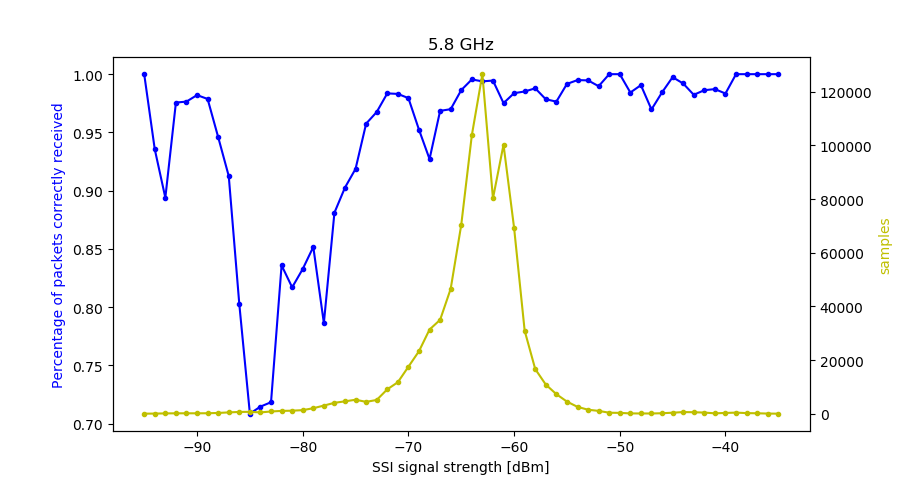 5.8 GHz
Percentage of packets correctly received
1.00
0.95
0.90
0.85
0.80
0.75
0.70
120000
100000
80000
60000
40000
20000
0
samples
−90 −80 −70 −60 −50 −40
SSI signal strength [dBm]